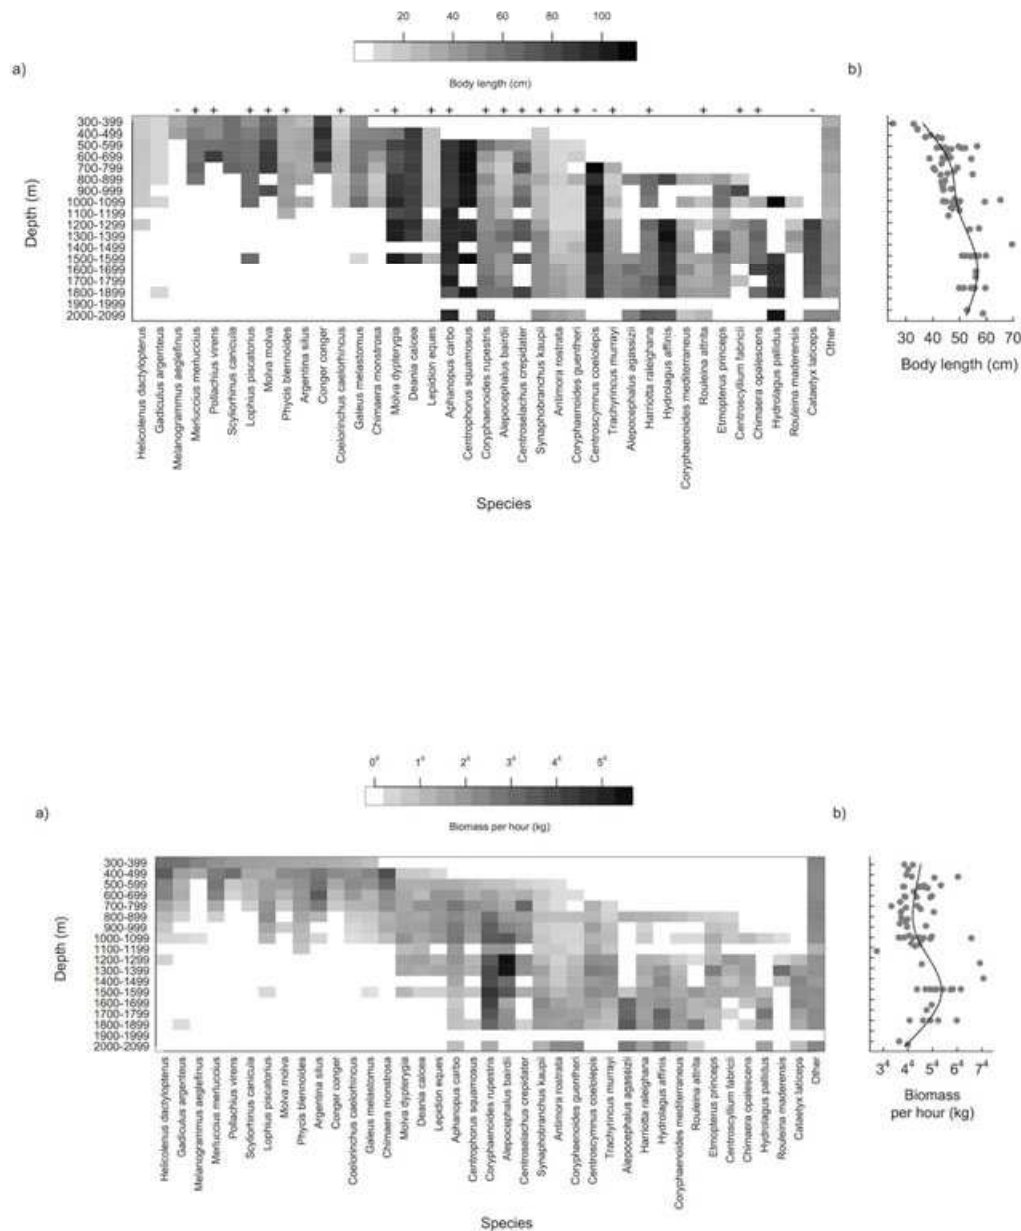 20 40 60 80 100
Body length (cm)
a)
b)
- + + + + + + - + + + + + + + + - + + + + + -
300-399
400-499
500-599
600-699
700-799
800-899
900-999
1000-1099
1100-1199
1200-1299
1300-1399
1400-1499
1500-1599
1600-1699
1700-1799
1800-1899
1900-1999
2000-2099
Depth (m)
Helicolenus dactylopterus
Gadiculus argenteus
Melanogrammus aeglefinus
Merluccius merluccius
Pollachius virens
Scyliorhinus canicula
Lophius piscatorius
Molva molva
Phycis blennoides
Argentina silus
Conger conger
Coelorinchus caelorhincus
Galeus melastomus
Chimaera monstrosa
Molva dypterygia
Deania calcea
Lepidion eques
Aphanopus carbo
Centrophorus squamosus
Coryphaenoides rupestris
Alepocephalus bairdii
Centroselachus crepidater
Synaphobranchus kaupii
Antimora rostrata
Coryphaenoides guentheri
Centroscymnus coelolepis
Trachyrincus murrayi
Alepocephalus agassizii
Harriotta raleighana
Hydrolagus affinis
Coryphaenoides mediterraneus
Rouleina attrita
Etmopterus princeps
Centroscyllium fabricii
Chimaera opalescens
Hydrolagus pallidus
Rouleina maderensis
Cataetyx laticeps
Other
Species
30 40 50 60 70
Body length (cm)
0⁴ 1⁴ 2⁴ 3⁴ 4⁴ 5⁴
Biomass per hour (kg)
a)
b)
300-399
400-499
500-599
600-699
700-799
800-899
900-999
1000-1099
1100-1199
1200-1299
1300-1399
1400-1499
1500-1599
1600-1699
1700-1799
1800-1899
1900-1999
2000-2099
Depth (m)
Helicolenus dactylopterus
Gadiculus argenteus
Melanogrammus aeglefinus
Merluccius merluccius
Pollachius virens
Scyliorhinus canicula
Lophius piscatorius
Molva molva
Phycis blennoides
Argentina silus
Conger conger
Coelorinchus caelorhincus
Galeus melastomus
Chimaera monstrosa
Molva dypterygia
Deania calcea
Lepidion eques
Aphanopus carbo
Centrophorus squamosus
Coryphaenoides rupestris
Alepocephalus bairdii
Centroselachus crepidater
Synaphobranchus kaupii
Antimora rostrata
Coryphaenoides guentheri
Centroscymnus coelolepis
Trachyrincus murrayi
Alepocephalus agassizii
Harriotta raleighana
Hydrolagus affinis
Coryphaenoides mediterraneus
Rouleina attrita
Etmopterus princeps
Centroscyllium fabricii
Chimaera opalescens
Hydrolagus pallidus
Rouleina maderensis
Cataetyx laticeps
Other
Species
3⁴ 4⁴ 5⁴ 6⁴ 7⁴
Biomass
per hour (kg)